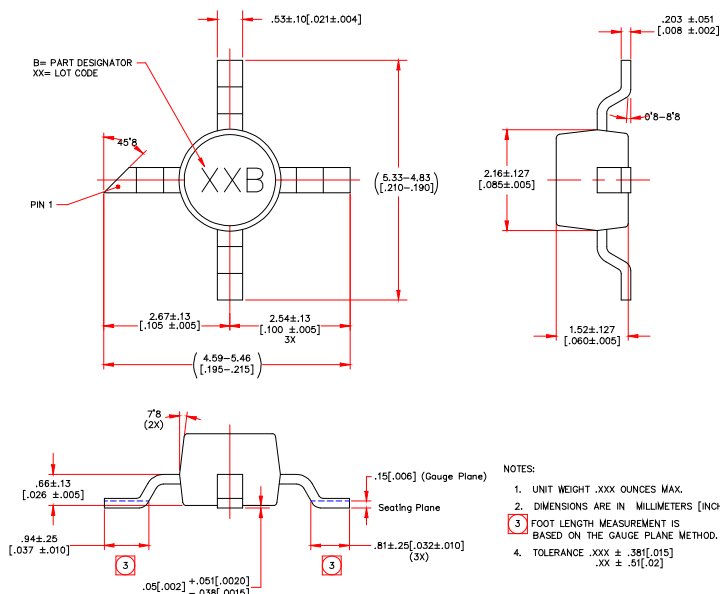 .53±.10[.021±.004]
.203 ±.051
[.008 ±.002]
B= PART DESIGNATOR
XX= LOT CODE
45°8
0°8-8°8
XXB
(5.33-4.83
[.210-.190])
2.16±.127
[.085±.005]
PIN 1
2.67±.13
[.105 ±.005]
2.54±.13
[.100 ±.005]
3X
1.52±.127
[.060±.005]
(4.59-5.46
[.195-.215])
7°8
(2X)
.66±.13
[.026 ±.005]
.15[.006] (Gauge Plane)
Seating Plane
.94±.25
[.037 ±.010]
3
3
.81±.25[.032±.010]
(3X)
.05[.002] +.051[.0020]
-.038[.0015]
NOTES:
1. UNIT WEIGHT .XXX OUNCES MAX.
2. DIMENSIONS ARE IN MILLIMETERS [INCH
3 FOOT LENGTH MEASUREMENT IS
BASED ON THE GAUGE PLANE METHOD.
4. TOLERANCE .XXX ± .381[.015]
.XX ± .51[.02]